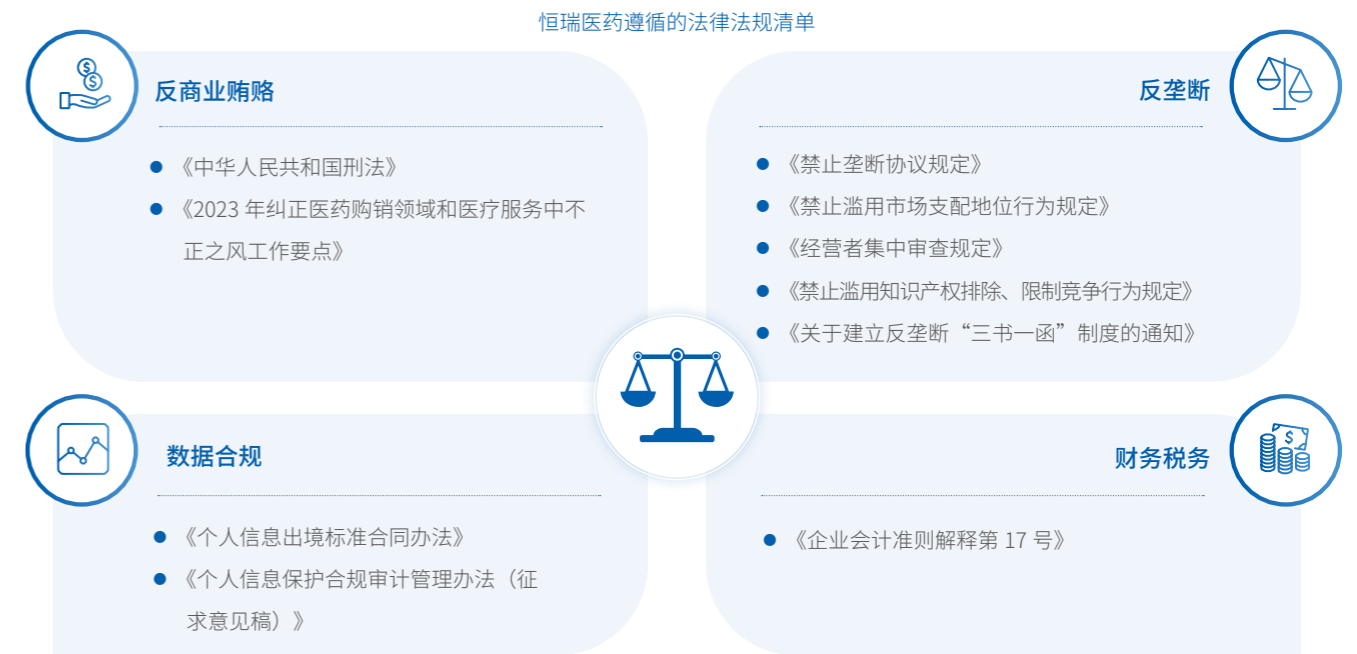 恒瑞医药遵循的法律法规清单
反商业贿赂
《中华人民共和国刑法》
《2023 年纠正医药购销领域和医疗服务中不
正之风工作要点》
反垄断
《禁止垄断协议规定》
《禁止滥用市场支配地位行为规定》
《经营者集中审查规定》
《禁止滥用知识产权排除、限制竞争行为规定》
《关于建立反垄断“三书一函”制度的通知》
数据合规
《个人信息出境标准合同办法》
《个人信息保护合规审计管理办法（征
求意见稿）》
财务税务
《企业会计准则解释第 17 号》